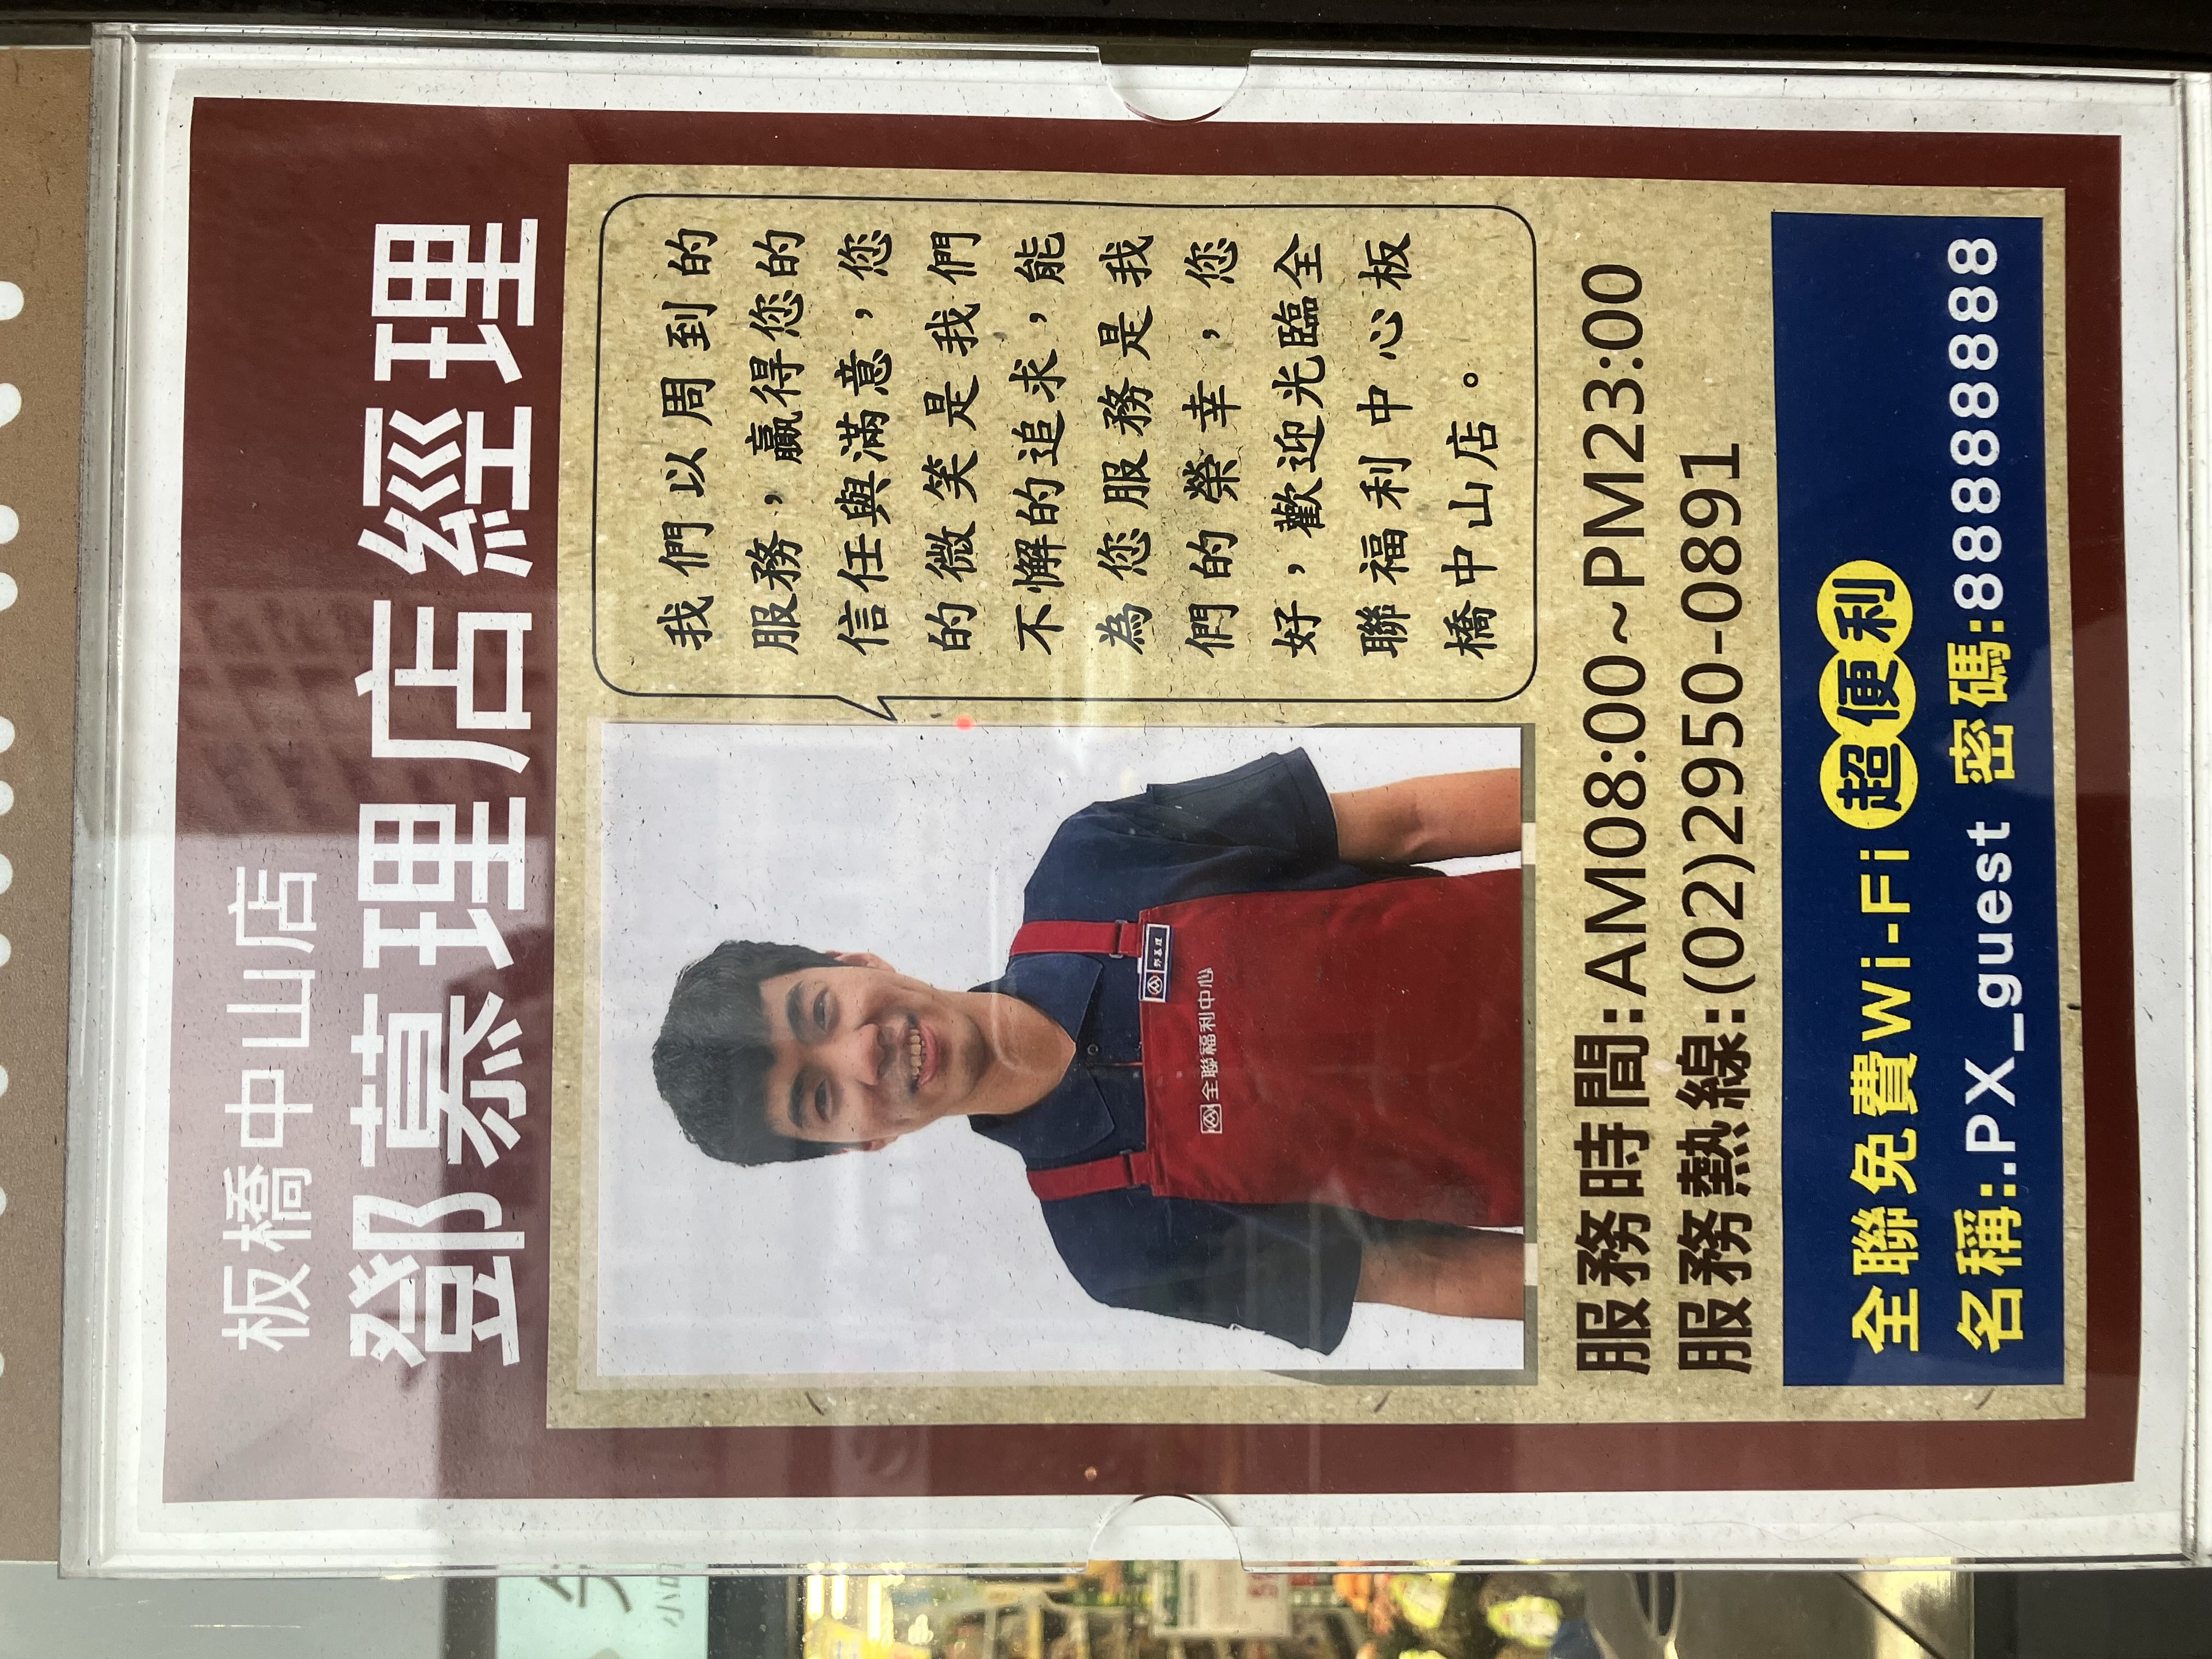 板橋中山店
鄧慕理店經理
我們以周到的
服務，贏得您的
信任與滿意，您
的微笑是我們
不懈的追求，能
為您服務是我
們的榮幸，您
好，歡迎光臨全
聯福利中心板
橋中山店。
全聯福利中心
服務時間:AM08:00~PM23:00
服務熱線:(02)2950-0891
全聯免費Wi-Fi 超便利
名稱:.PX_guest 密碼:88888888